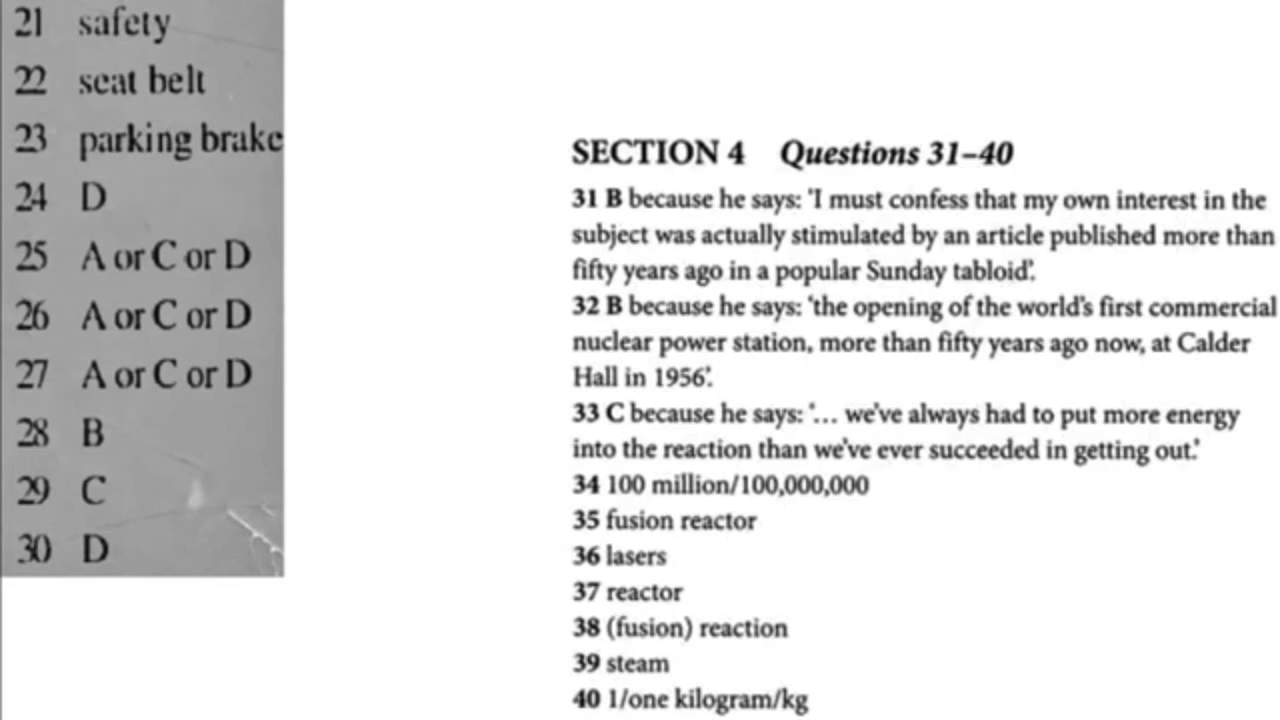 21 safety
22 seat belt
23 parking brake
24 D
25 A or C or D
26 A or C or D
27 A or C or D
28 B
29 C
30 D
SECTION 4 Questions 31–40
31 B because he says: 'I must confess that my own interest in the
subject was actually stimulated by an article published more than
fifty years ago in a popular Sunday tabloid'.
32 B because he says: 'the opening of the world's first commercial
nuclear power station, more than fifty years ago now, at Calder
Hall in 1956'.
33 C because he says: '… we've always had to put more energy
into the reaction than we've ever succeeded in getting out.'
34 100 million/100,000,000
35 fusion reactor
36 lasers
37 reactor
38 (fusion) reaction
39 steam
40 1/one kilogram/kg